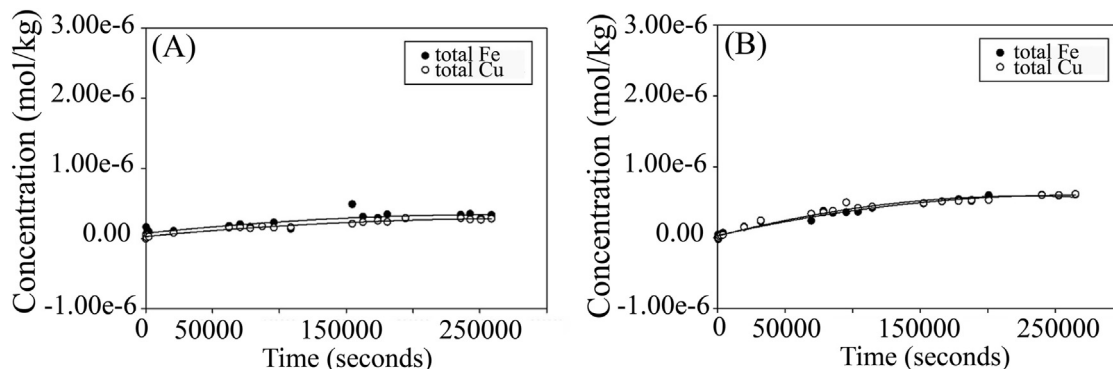 (A)
total Fe
total Cu
3.00e-6
2.00e-6
1.00e-6
0.00
-1.00e-6
Concentration (mol/kg)
0 50000 150000 250000
Time (seconds)
(B)
total Fe
total Cu
3.00e-6
2.00e-6
1.00e-6
0.00
-1.00e-6
Concentration (mol/kg)
0 50000 150000 250000
Time (seconds)